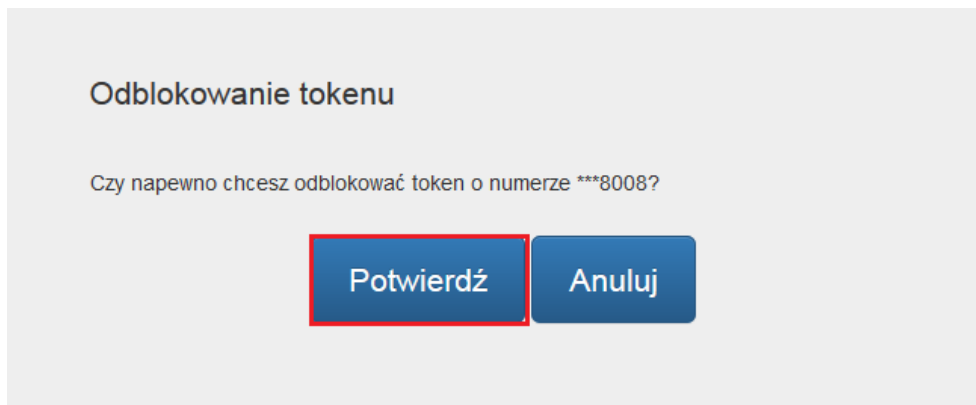 Odblokowanie tokenu
Czy napewno chcesz odblokować token o numerze ***8008?
Potwierdź
Anuluj